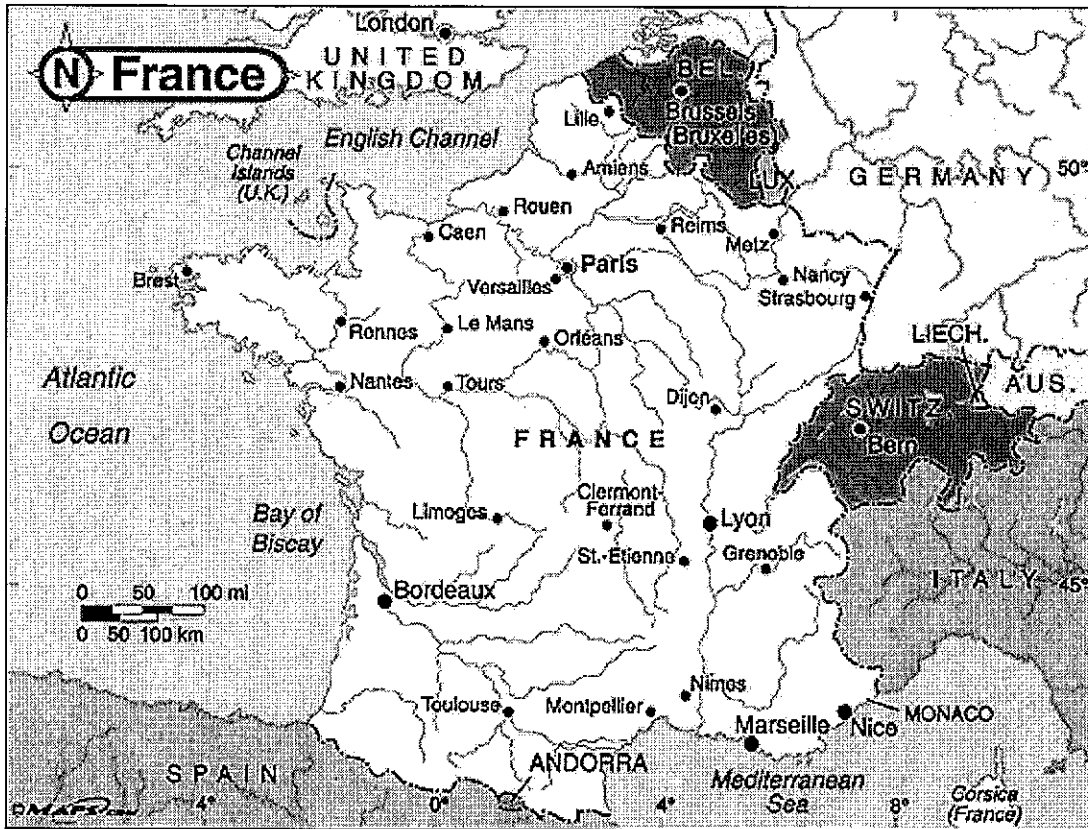 London
N France
UNITED
KINGDOM
BEL.
Brussels
Bruxelles
Lille
English Channel
Channel
Islands
(U.K.)
Amiens
LUX.
GERMANY
50°
Rouen
Caen
Reims
Metz
Paris
Versailles
Nancy
Strasbourg
Brest
Rennes
Le Mans
Orléans
LIECH.
AUS.
Atlantic
Ocean
Nantes
Tours
Dijon
SWITZ.
Bern
FRANCE
Clermont-
Ferrand
Limoges
Lyon
Bay of
Biscay
St.-Etienne
Grenoble
ITALY
45°
0 50 100 mi
0 50 100 km
Bordeaux
Nimes
Toulouse
Montpellier
Marseille
Nice
MONACO
ANDORRA
Mediterranean
Sea
SPAIN
Corsica
(France)
4°
0°
4°
8°